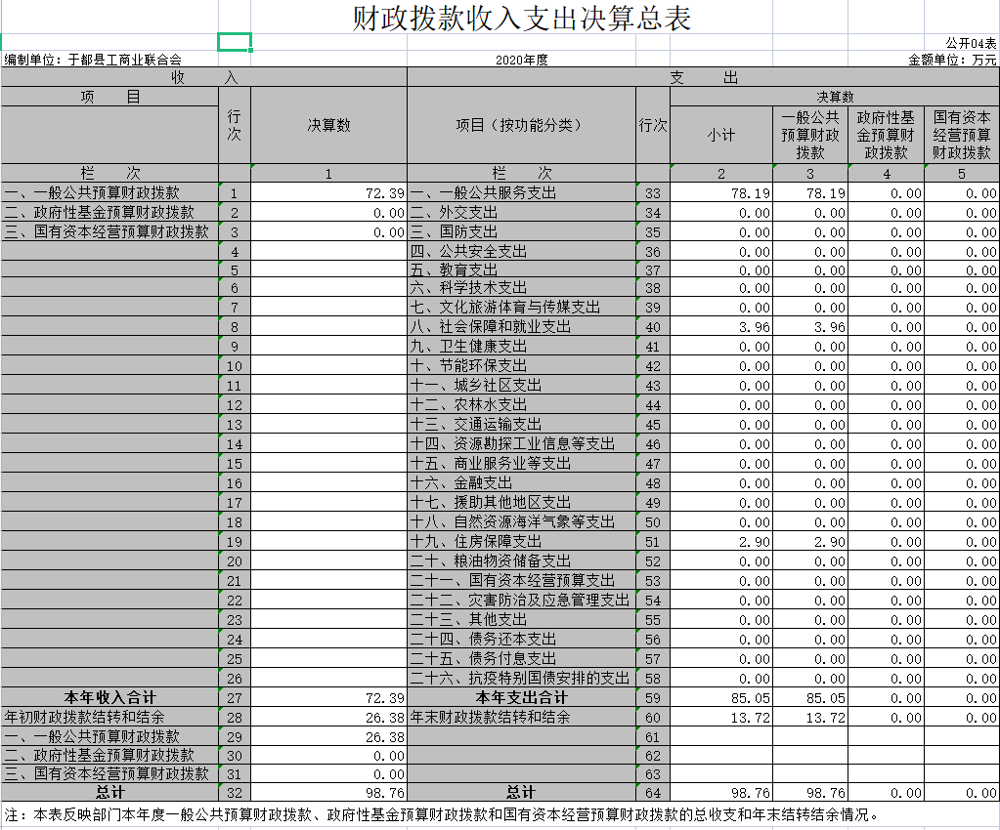 财政拨款收入支出决算总表
公开04表
编制单位：于都县工商业联合会 2020年度 金额单位：万元
收 入 支 出
项 目 行次 决算数 项目（按功能分类） 行次 决算数
小计 一般公共预算财政拨款 政府性基金预算财政拨款 国有资本经营预算财政拨款
栏 次 1 栏 次 2 3 4 5
一、一般公共预算财政拨款 1 72.39 一、一般公共服务支出 33 78.19 78.19 0.00 0.00
二、政府性基金预算财政拨款 2 0.00 二、外交支出 34 0.00 0.00 0.00 0.00
三、国有资本经营预算财政拨款 3 0.00 三、国防支出 35 0.00 0.00 0.00 0.00
4 四、公共安全支出 36 0.00 0.00 0.00 0.00
5 五、教育支出 37 0.00 0.00 0.00 0.00
6 六、科学技术支出 38 0.00 0.00 0.00 0.00
7 七、文化旅游体育与传媒支出 39 0.00 0.00 0.00 0.00
8 八、社会保障和就业支出 40 3.96 3.96 0.00 0.00
9 九、卫生健康支出 41 0.00 0.00 0.00 0.00
10 十、节能环保支出 42 0.00 0.00 0.00 0.00
11 十一、城乡社区支出 43 0.00 0.00 0.00 0.00
12 十二、农林水支出 44 0.00 0.00 0.00 0.00
13 十三、交通运输支出 45 0.00 0.00 0.00 0.00
14 十四、资源勘探工业信息等支出 46 0.00 0.00 0.00 0.00
15 十五、商业服务业等支出 47 0.00 0.00 0.00 0.00
16 十六、金融支出 48 0.00 0.00 0.00 0.00
17 十七、援助其他地区支出 49 0.00 0.00 0.00 0.00
18 十八、自然资源海洋气象等支出 50 0.00 0.00 0.00 0.00
19 十九、住房保障支出 51 2.90 2.90 0.00 0.00
20 二十、粮油物资储备支出 52 0.00 0.00 0.00 0.00
21 二十一、国有资本经营预算支出 53 0.00 0.00 0.00 0.00
22 二十二、灾害防治及应急管理支出 54 0.00 0.00 0.00 0.00
23 二十三、其他支出 55 0.00 0.00 0.00 0.00
24 二十四、债务还本支出 56 0.00 0.00 0.00 0.00
25 二十五、债务付息支出 57 0.00 0.00 0.00 0.00
26 二十六、抗疫特别国债安排的支出 58 0.00 0.00 0.00 0.00
本年收入合计 27 72.39 本年支出合计 59 85.05 85.05 0.00 0.00
年初财政拨款结转和结余 28 26.38 年末财政拨款结转和结余 60 13.72 13.72 0.00 0.00
一、一般公共预算财政拨款 29 26.38 61
二、政府性基金预算财政拨款 30 0.00 62
三、国有资本经营预算财政拨款 31 0.00 63
总计 32 98.76 总计 64 98.76 98.76 0.00 0.00
注：本表反映部门本年度一般公共预算财政拨款、政府性基金预算财政拨款和国有资本经营预算财政拨款的总收支和年末结转结余情况。